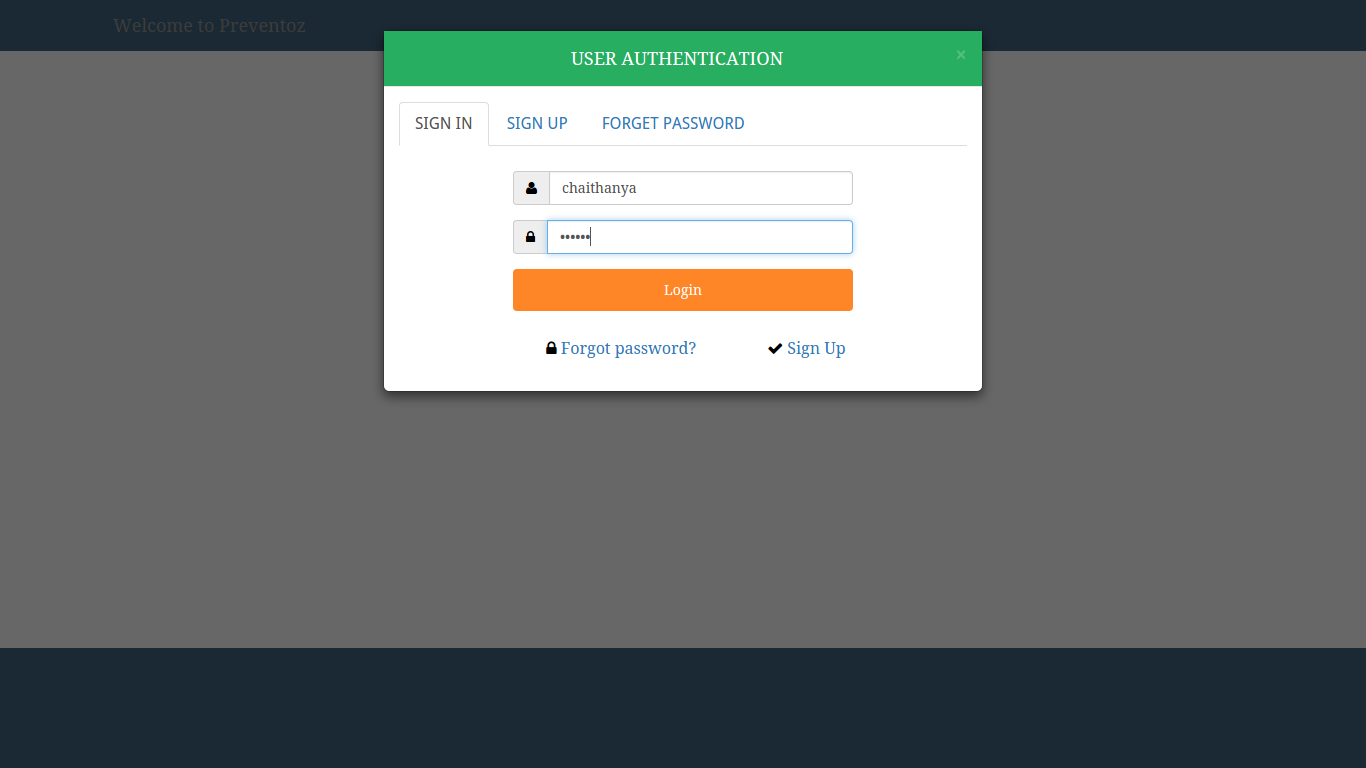 Welcome to Preventoz
USER AUTHENTICATION ×
SIGN IN SIGN UP FORGET PASSWORD
chaithanya
••••••
Login
Forgot password? Sign Up